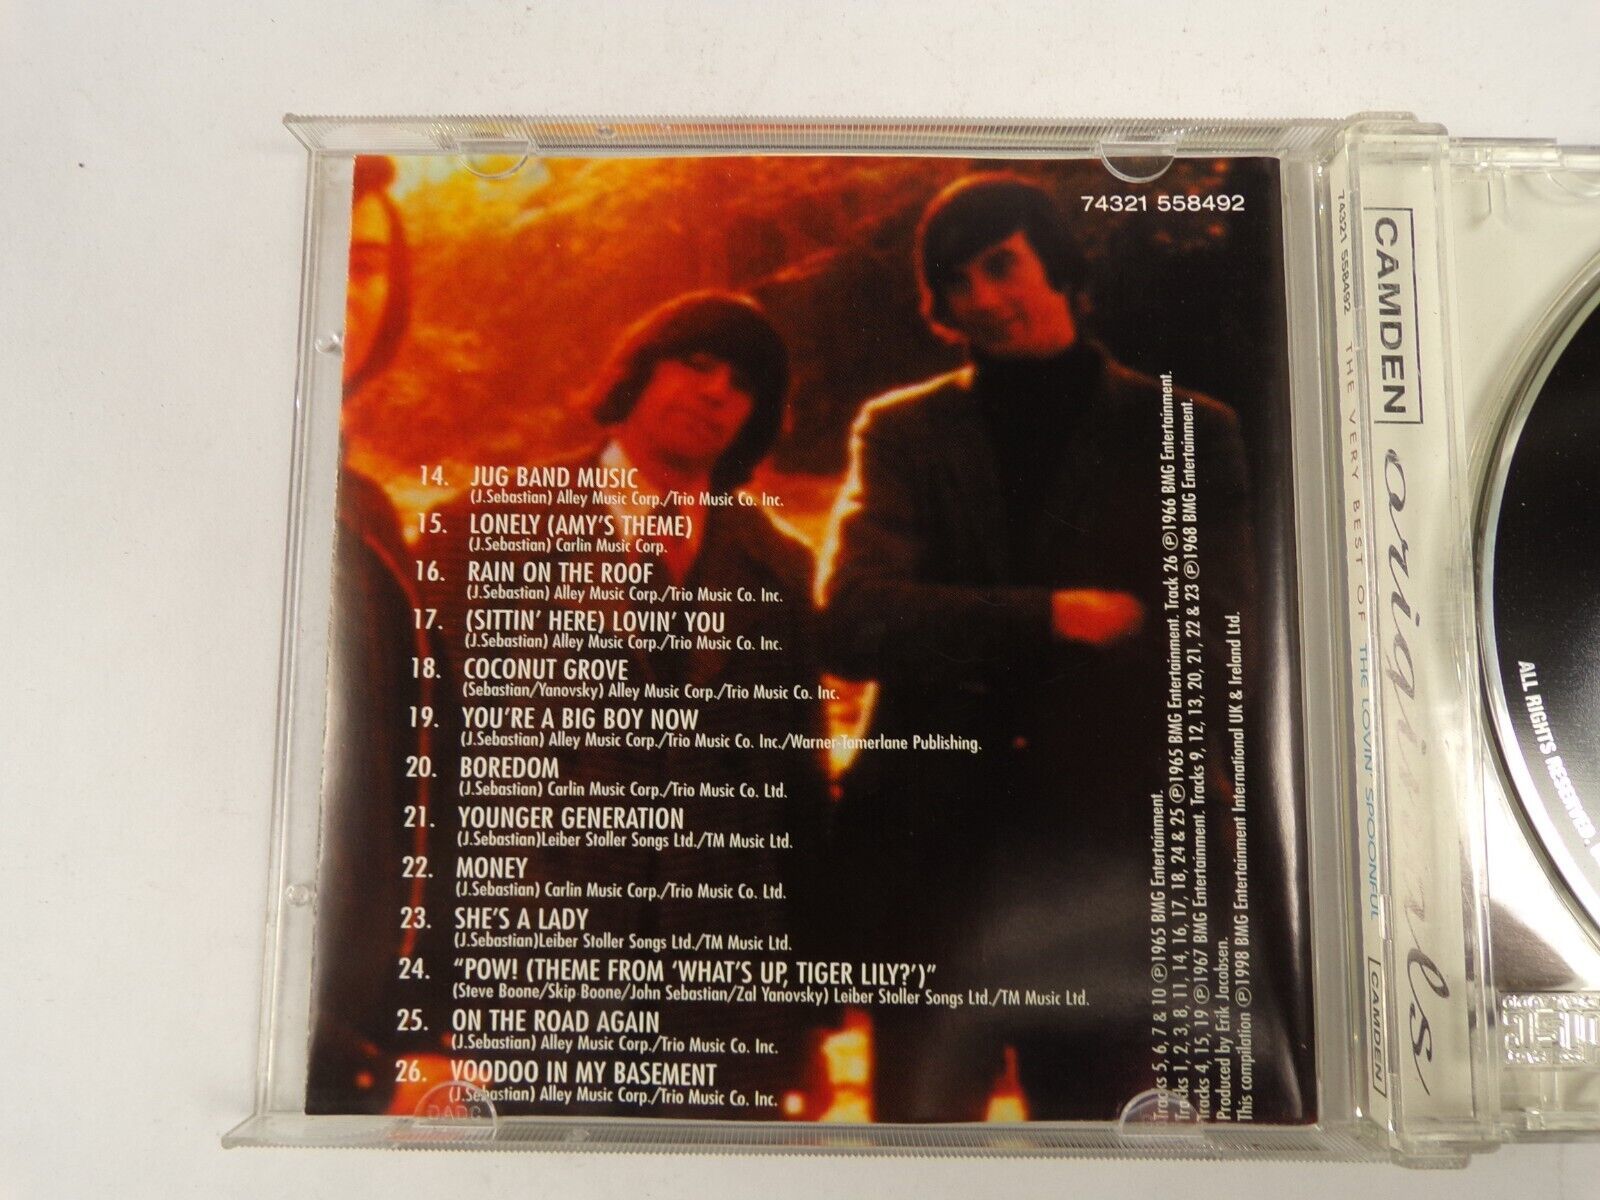 74321 558492
14. JUG BAND MUSIC
(J.Sebastian) Alley Music Corp./Trio Music Co. Inc.
15. LONELY (AMY'S THEME)
(J.Sebastian) Carlin Music Corp.
16. RAIN ON THE ROOF
(J.Sebastian) Alley Music Corp./Trio Music Co. Inc.
17. (SITTIN' HERE) LOVIN' YOU
(J.Sebastian) Alley Music Corp./Trio Music Co. Inc.
18. COCONUT GROVE
(Sebastian/Yanovsky) Alley Music Corp./Trio Music Co. Inc.
19. YOU'RE A BIG BOY NOW
(J.Sebastian) Alley Music Corp./Trio Music Co. Inc./Warner-Tamerlane Publishing.
20. BOREDOM
(J.Sebastian) Carlin Music Corp./Trio Music Co. Ltd.
21. YOUNGER GENERATION
(J.Sebastian)Leiber Stoller Songs Ltd./TM Music Ltd.
22. MONEY
(J.Sebastian) Carlin Music Corp./Trio Music Co. Ltd.
23. SHE'S A LADY
(J.Sebastian)Leiber Stoller Songs Ltd./TM Music Ltd.
24. "POW! (THEME FROM 'WHAT'S UP, TIGER LILY?')"
(Steve Boone/Skip Boone/John Sebastian/Zal Yanovsky) Leiber Stoller Songs Ltd./TM Music Ltd.
25. ON THE ROAD AGAIN
(J.Sebastian) Alley Music Corp./Trio Music Co. Inc.
26. VOODOO IN MY BASEMENT
(J.Sebastian) Alley Music Corp./Trio Music Co. Inc.
DADC
Tracks 5, 6, 7 & 10 ℗1965 BMG Entertainment.
Tracks 1, 2, 3, 8, 11, 14, 16, 17, 18, 24 & 25 ℗1965 BMG Entertainment. Track 26 ℗1966 BMG Entertainment.
Tracks 4, 15, 19 ℗1967 BMG Entertainment. Tracks 9, 12, 13, 20, 21, 22 & 23 ℗1968 BMG Entertainment.
Produced by Erik Jacobsen.
This compilation ℗1998 BMG Entertainment International UK & Ireland Ltd.
74321 558492 THE VERY BEST OF THE LOVIN' SPOONFUL CAMDEN
CAMDEN originals
ALL RIGHTS RESERVED.